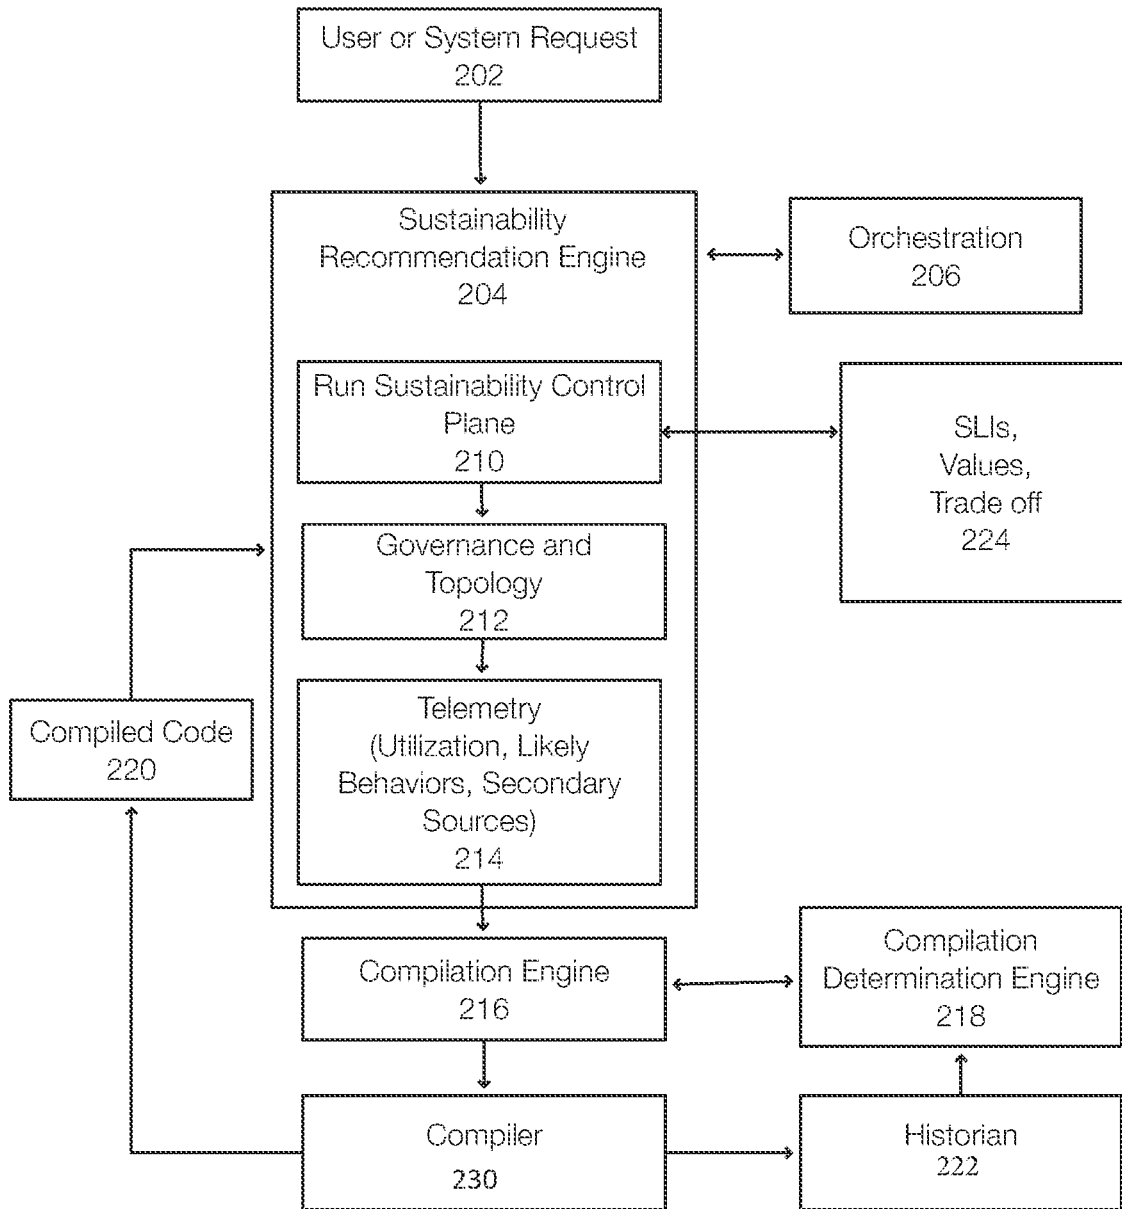 User or System Request
202
Sustainability
Recommendation Engine
204
Orchestration
206
Run Sustainability Control
Plane
210
SLIs,
Values,
Trade off
224
Governance and
Topology
212
Telemetry
(Utilization, Likely
Behaviors, Secondary
Sources)
214
Compiled Code
220
Compilation Engine
216
Compilation
Determination Engine
218
Compiler
230
Historian
222